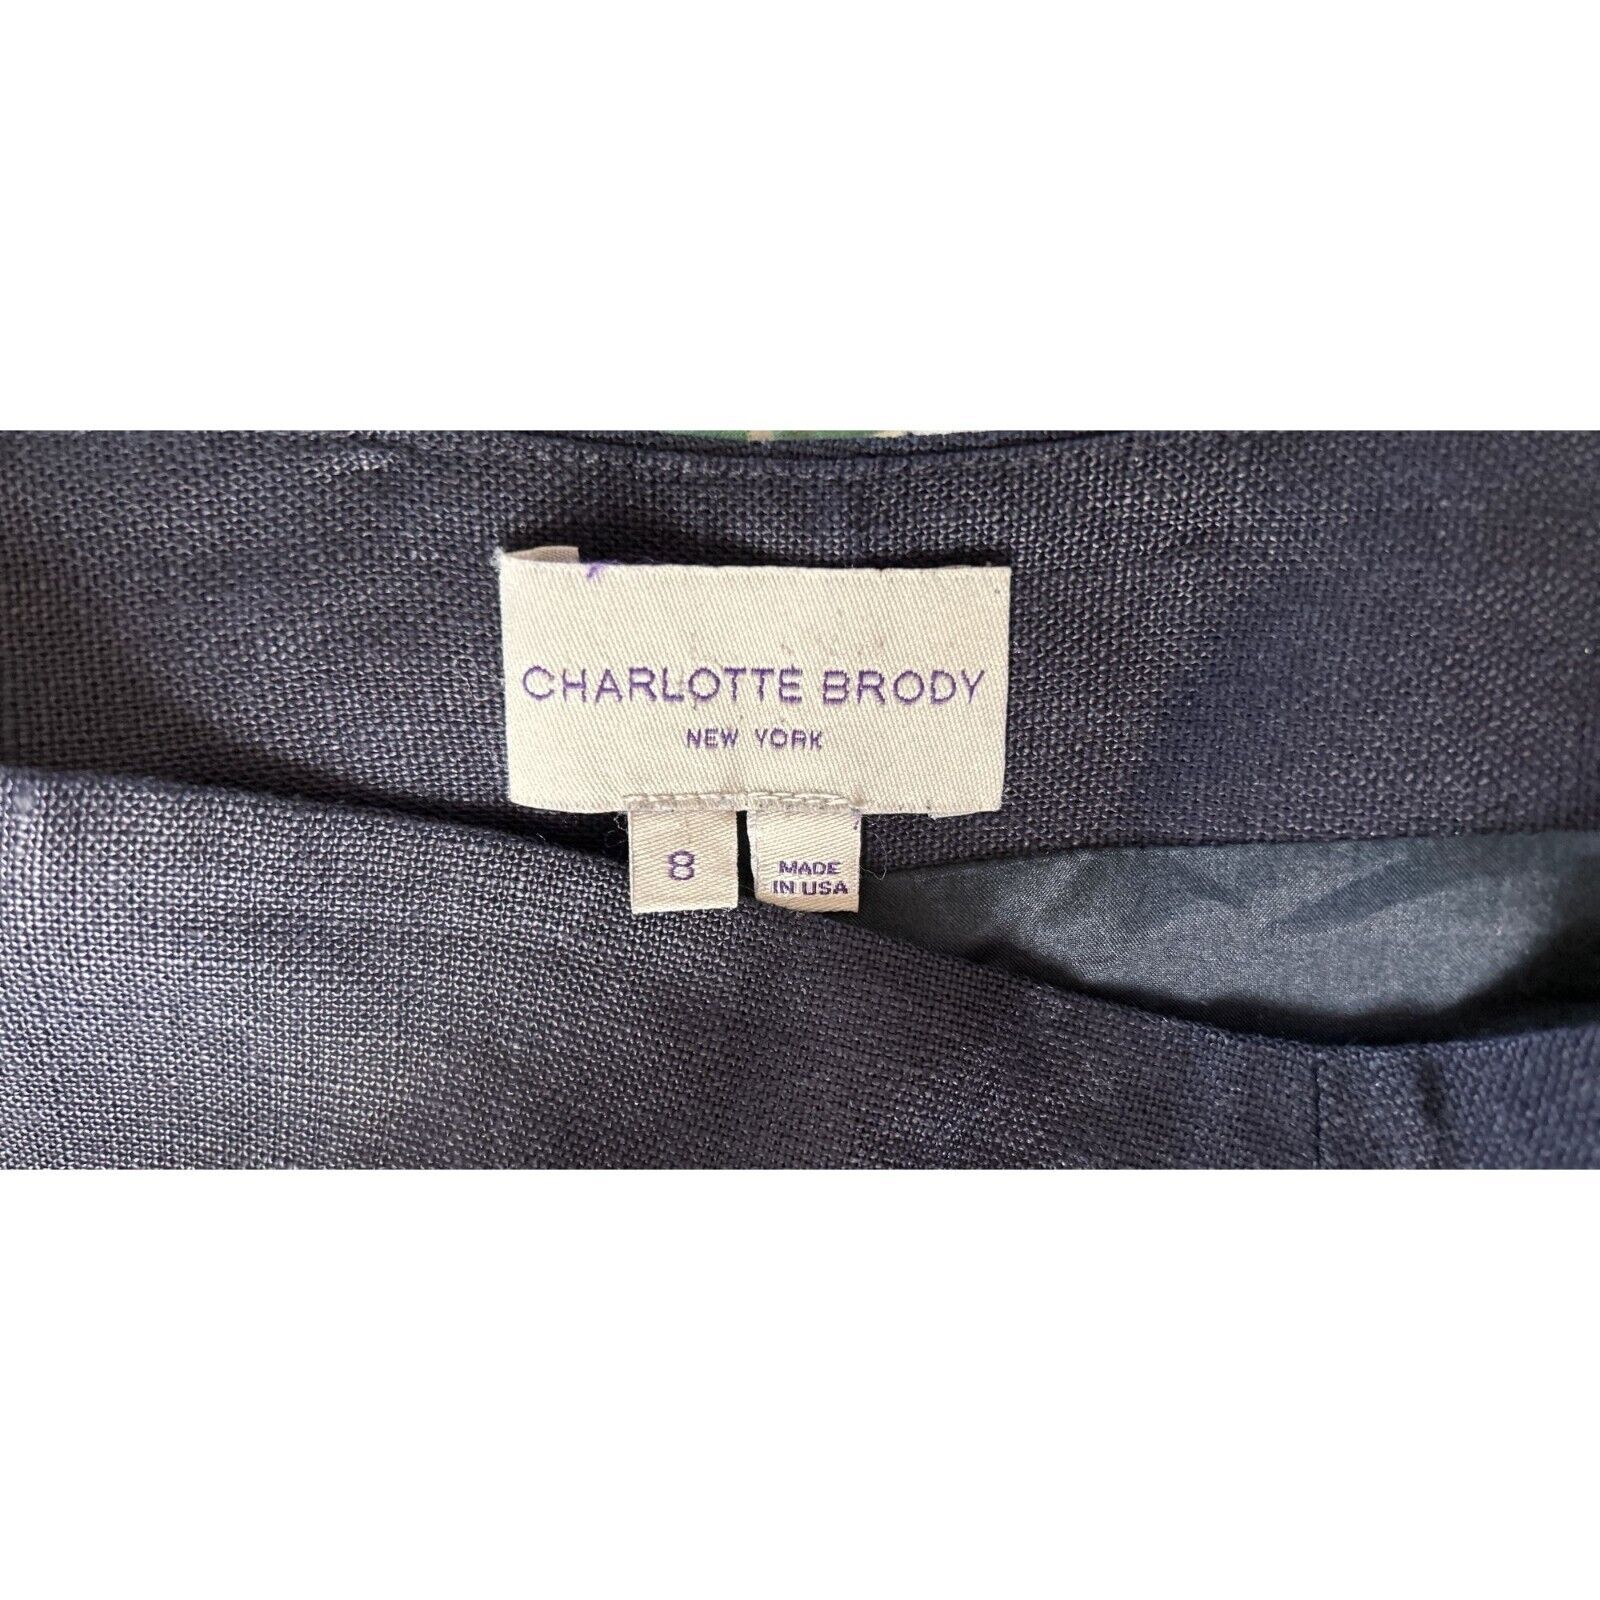 CHARLOTTE BRODY
NEW YORK
8
MADE
IN USA